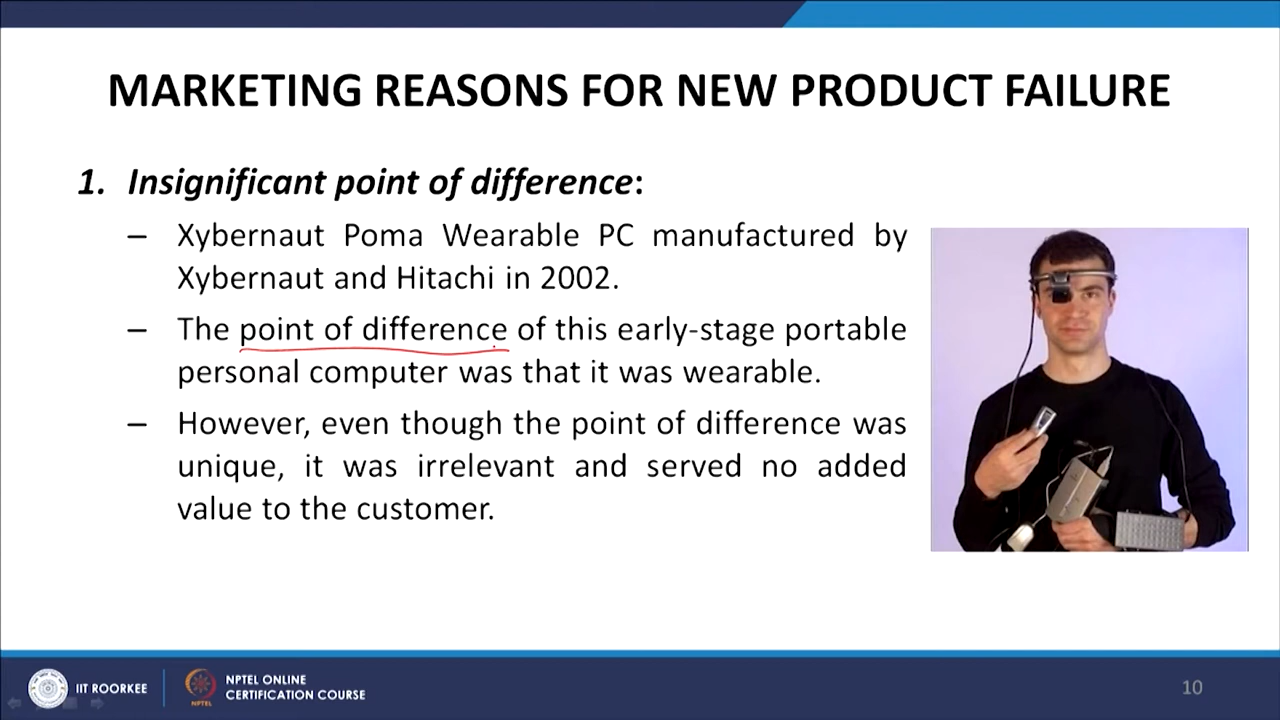 MARKETING REASONS FOR NEW PRODUCT FAILURE
1. Insignificant point of difference:
– Xybernaut Poma Wearable PC manufactured by
Xybernaut and Hitachi in 2002.
– The point of difference of this early-stage portable
personal computer was that it was wearable.
– However, even though the point of difference was
unique, it was irrelevant and served no added
value to the customer.
IIT ROORKEE
NPTEL
NPTEL ONLINE
CERTIFICATION COURSE
10